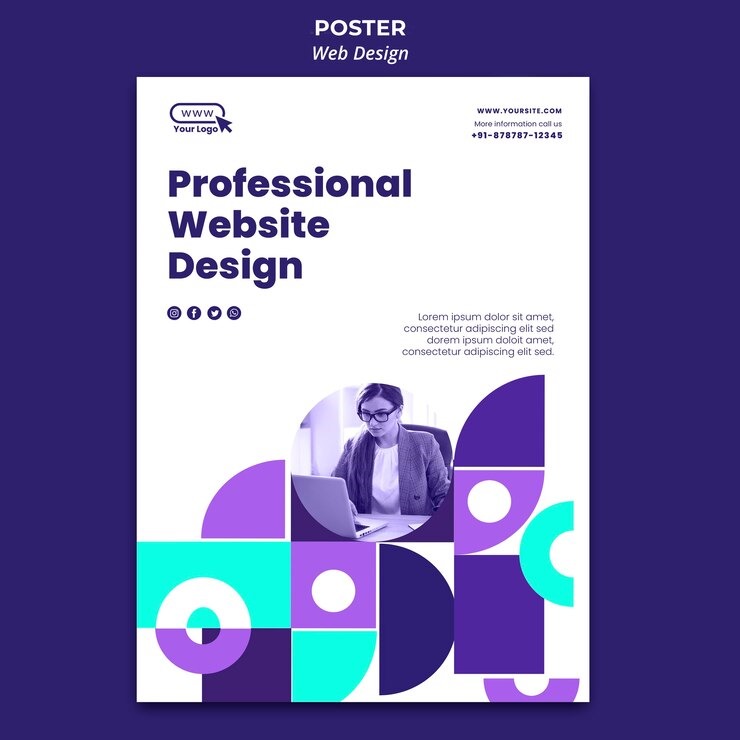 POSTER
Web Design
WWW
Your Logo
WWW.YOURSITE.COM
More information call us
+91-878787-12345
Professional
Website
Design
Lorem ipsum dolor sit amet,
consectetur adipiscing elit sed
dorem ipsum doloit amet,
consectetur adipiscing elit sed.